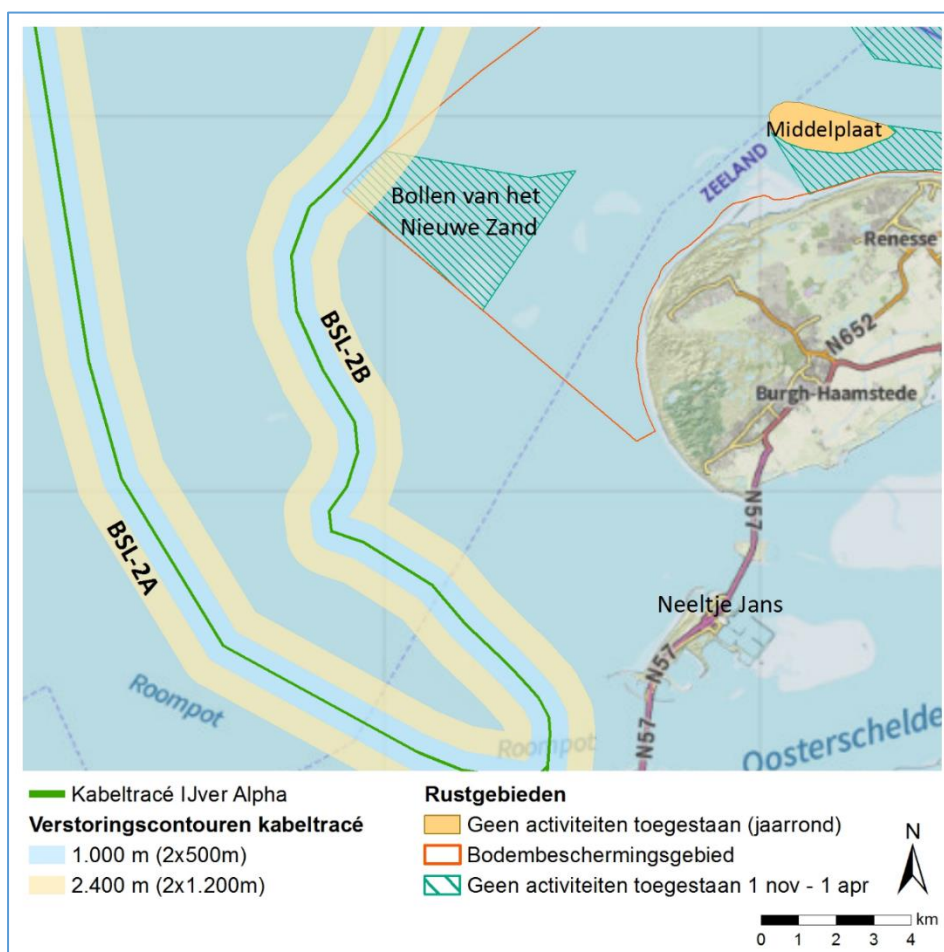 Middelplaat
ZEELAND
Bollen van het
Nieuwe Zand
Renesse
N652
BSL-2B
Burgh-Haamstede
N57
BSL-2A
Neeltje Jans
N57
Roompot
Roompot
N57
Oosterschelde
Kabeltracé IJver Alpha
Verstoringscontouren kabeltracé
1.000 m (2x500m)
2.400 m (2x1.200m)
Rustgebieden
Geen activiteiten toegestaan (jaarrond)
Bodembeschermingsgebied
Geen activiteiten toegestaan 1 nov - 1 apr
N
km
0 1 2 3 4